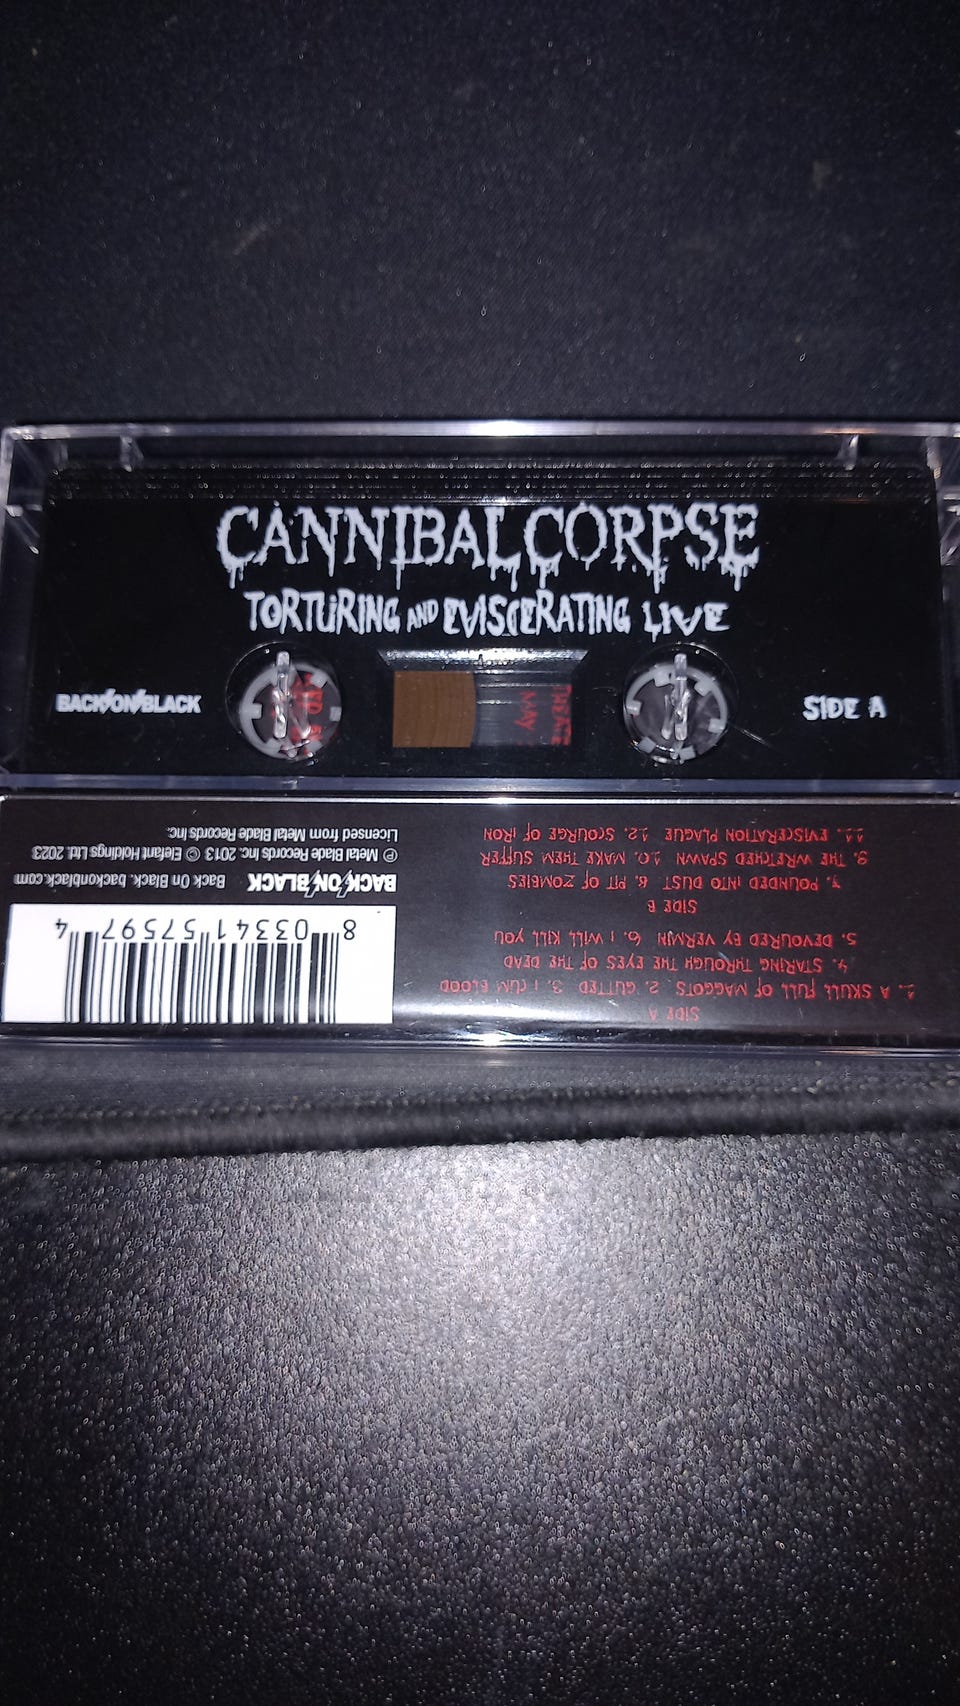 CANNIBAL CORPSE
TORTURING AND EVISCERATING LIVE
BACK ON BLACK
SIDE A
THEATE
MAY
SIDE A
1. A SKULL FULL OF MAGGOTS 2. GUTTED 3. I CUM BLOOD
4. STARING THROUGH THE EYES OF THE DEAD
5. DEVOURED BY VERMIN 6. I WILL KILL YOU
SIDE B
7. POUNDED INTO DUST 8. PIT OF ZOMBIES
9. THE WRETCHED SPAWN 10. MAKE THEM SUFFER
11. EVISCERATION PLAGUE 12. SCOURGE OF IRON
8 03341 57597 4
BACK ON BLACK Back On Black. backonblack.com
℗ Metal Blade Records Inc. 2013 © Elefant Holdings Ltd. 2023
Licensed from Metal Blade Records Inc.